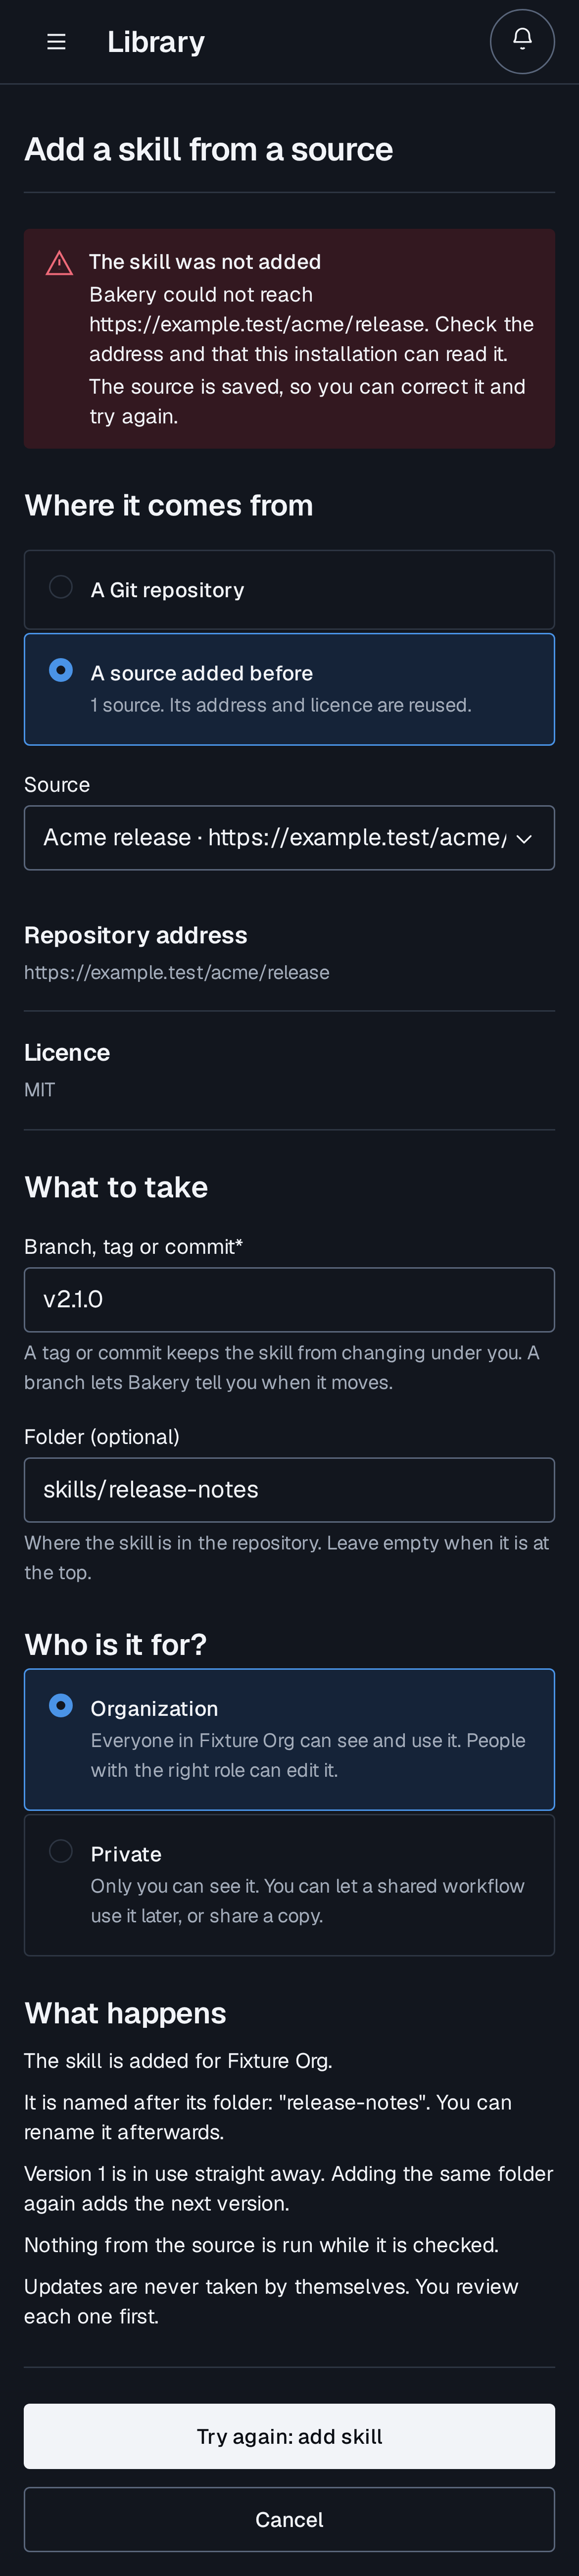 Library
Add a skill from a source
The skill was not added
Bakery could not reach
https://example.test/acme/release. Check the
address and that this installation can read it.
The source is saved, so you can correct it and
try again.
Where it comes from
A Git repository
A source added before
1 source. Its address and licence are reused.
Source
Acme release · https://example.test/acme/
Repository address
https://example.test/acme/release
Licence
MIT
What to take
Branch, tag or commit*
v2.1.0
A tag or commit keeps the skill from changing under you. A
branch lets Bakery tell you when it moves.
Folder (optional)
skills/release-notes
Where the skill is in the repository. Leave empty when it is at
the top.
Who is it for?
Organization
Everyone in Fixture Org can see and use it. People
with the right role can edit it.
Private
Only you can see it. You can let a shared workflow
use it later, or share a copy.
What happens
The skill is added for Fixture Org.
It is named after its folder: "release-notes". You can
rename it afterwards.
Version 1 is in use straight away. Adding the same folder
again adds the next version.
Nothing from the source is run while it is checked.
Updates are never taken by themselves. You review
each one first.
Try again: add skill
Cancel